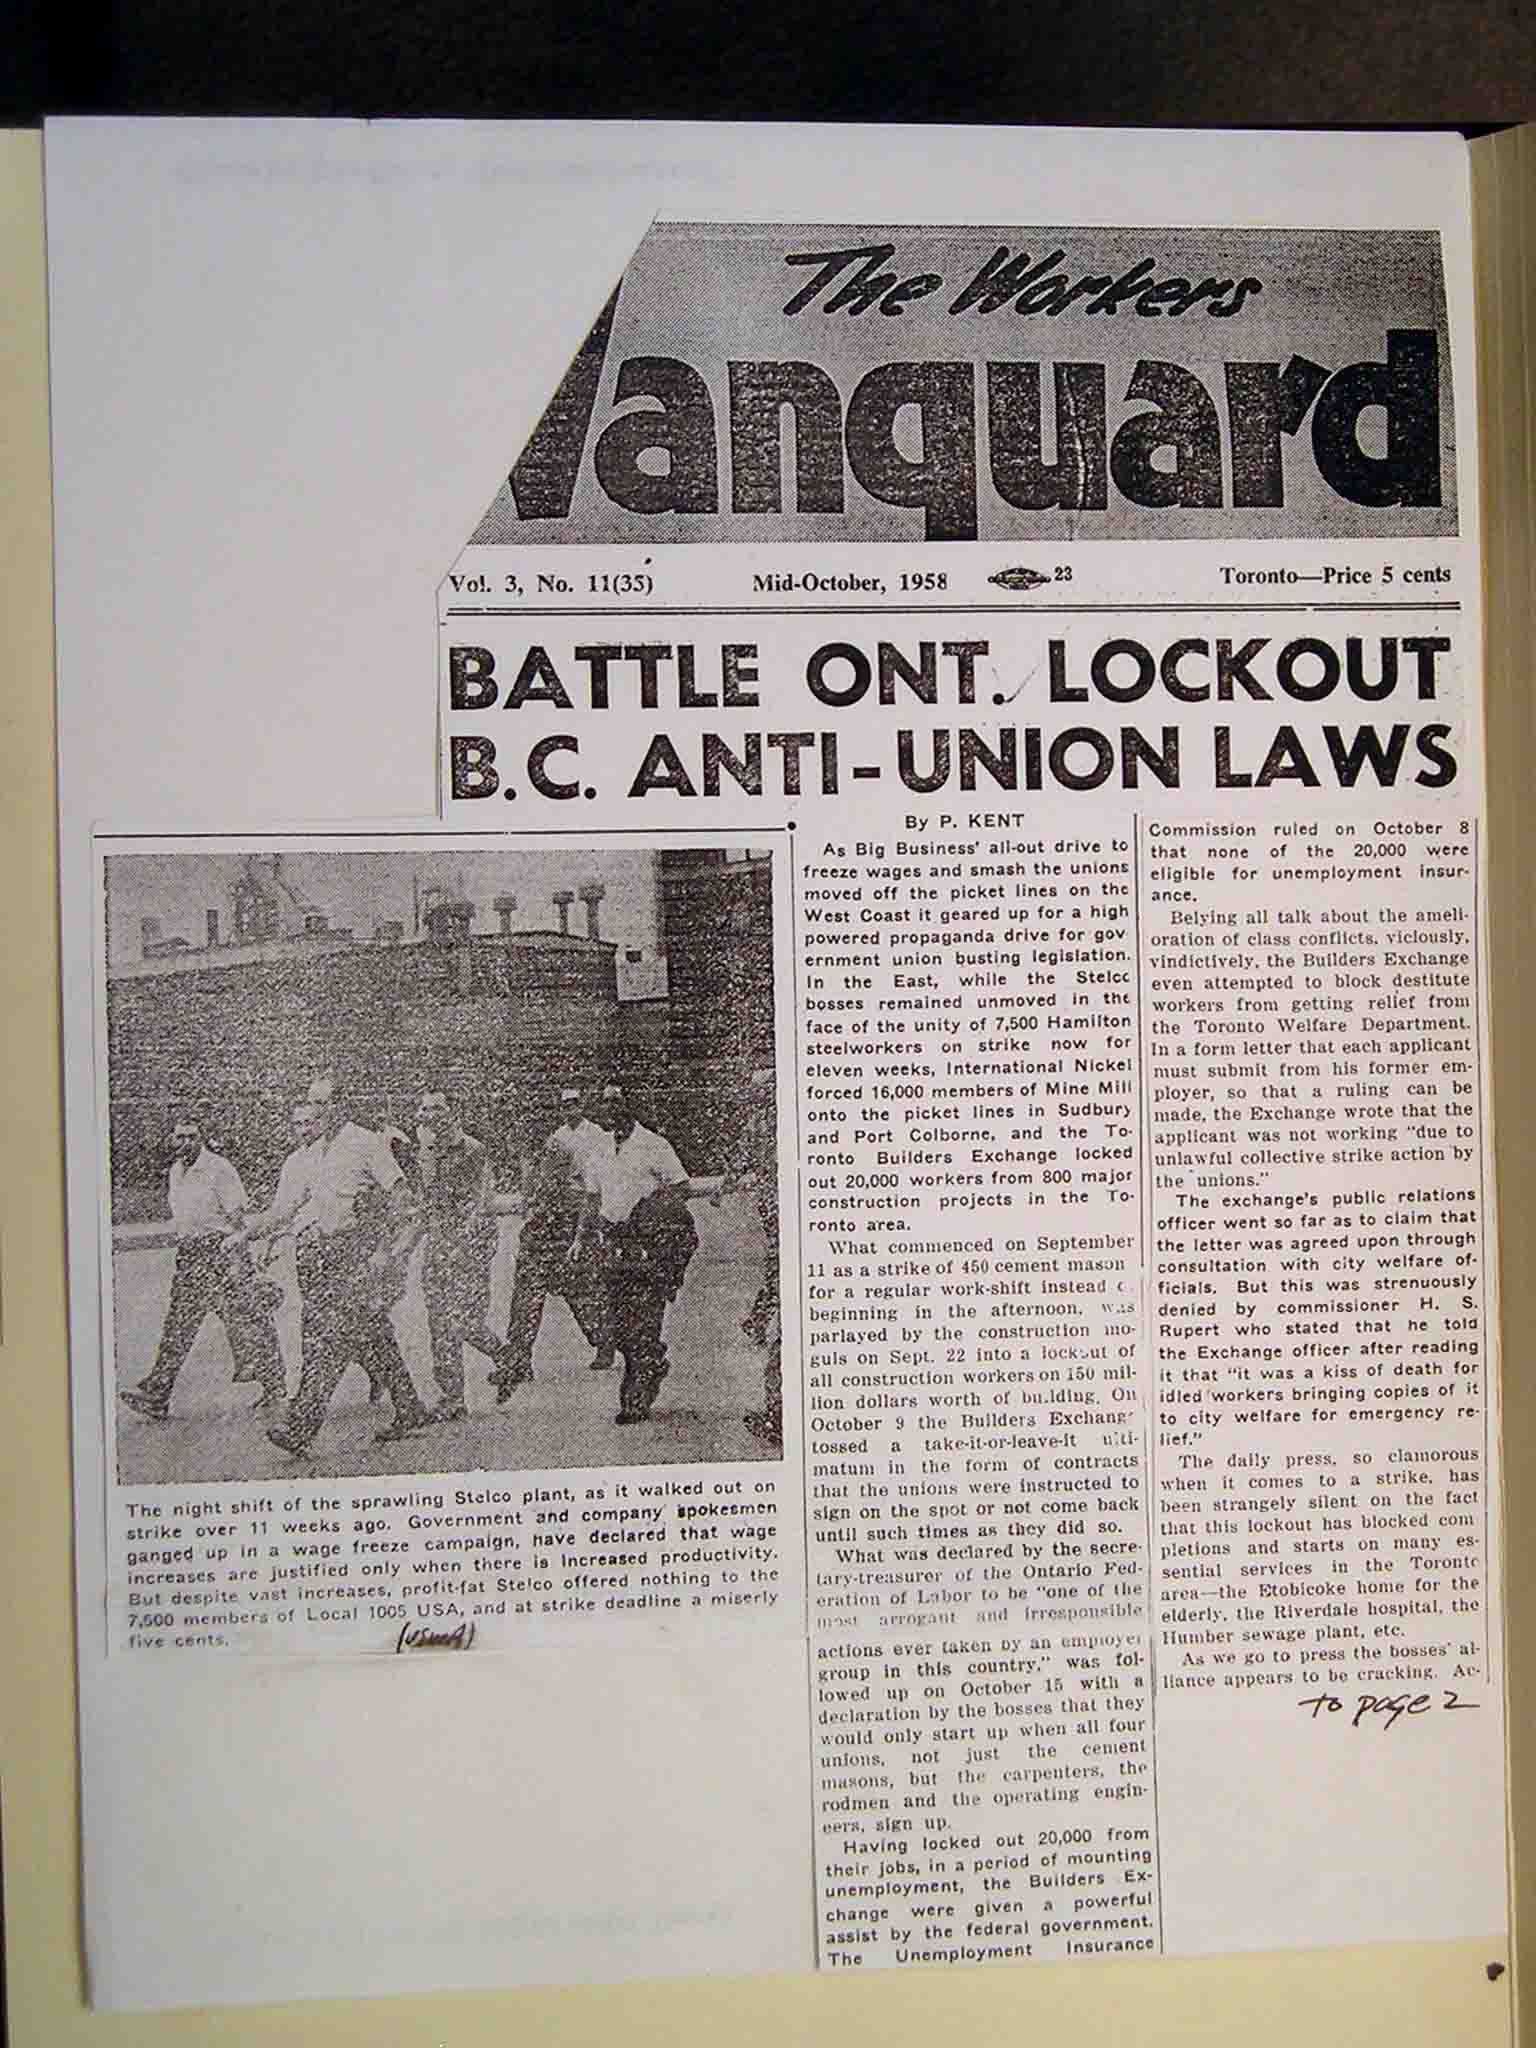 The Workers
Vanguard
Vol. 3, No. 11(35)
Mid-October, 1958
23
Toronto—Price 5 cents
BATTLE ONT. LOCKOUT
B.C. ANTI-UNION LAWS
The night shift of the sprawling Stelco plant, as it walked out on
strike over 11 weeks ago. Government and company spokesmen
ganged up in a wage freeze campaign, have declared that wage
increases are justified only when there is increased productivity.
But despite vast increases, profit-fat Stelco offered nothing to the
7,500 members of Local 1005 USA, and at strike deadline a miserly
five cents.
(USWA)
By P. KENT
As Big Business' all-out drive to
freeze wages and smash the unions
moved off the picket lines on the
West Coast it geared up for a high
powered propaganda drive for gov
ernment union busting legislation.
In the East, while the Stelcc
bosses remained unmoved in the
face of the unity of 7,500 Hamilton
steelworkers on strike now for
eleven weeks, International Nickel
forced 16,000 members of Mine Mill
onto the picket lines in Sudbury
and Port Colborne, and the To-
ronto Builders Exchange locked
out 20,000 workers from 800 major
construction projects in the To-
ronto area.
What commenced on September
11 as a strike of 450 cement mason
for a regular work-shift instead
beginning in the afternoon, was
parlayed by the construction mo-
guls on Sept. 22 into a lockout of
all construction workers on 150 mil-
lion dollars worth of building. On
October 9 the Builders Exchang
tossed a take-it-or-leave-it ulti-
matum in the form of contracts
that the unions were instructed to
sign on the spot or not come back
until such times as they did so.
What was declared by the secre-
tary-treasurer of the Ontario Fed-
eration of Labor to be "one of the
most arrogant and irresponsible
actions ever taken by an employer
group in this country," was fol-
lowed up on October 15 with a
declaration by the bosses that they
would only start up when all four
unions, not just the cement
masons, but the carpenters, the
rodmen and the operating engin-
eers, sign up.
Having locked out 20,000 from
their jobs, in a period of mounting
unemployment, the Builders Ex-
change were given a powerful
assist by the federal government.
The Unemployment Insurance
Commission ruled on October 8
that none of the 20,000 were
eligible for unemployment insur-
ance.
Belying all talk about the ameli-
oration of class conflicts, viciously,
vindictively, the Builders Exchange
even attempted to block destitute
workers from getting relief from
the Toronto Welfare Department.
In a form letter that each applicant
must submit from his former em-
ployer, so that a ruling can be
made, the Exchange wrote that the
applicant was not working "due to
unlawful collective strike action by
the unions."
The exchange's public relations
officer went so far as to claim that
the letter was agreed upon through
consultation with city welfare of-
ficials. But this was strenuously
denied by commissioner H. S.
Rupert who stated that he told
the Exchange officer after reading
it that "it was a kiss of death for
idled workers bringing copies of it
to city welfare for emergency re-
lief."
The daily press, so clamorous
when it comes to a strike, has
been strangely silent on the fact
that this lockout has blocked com
pletions and starts on many es-
sential services in the Toronto
area—the Etobicoke home for the
elderly, the Riverdale hospital, the
Humber sewage plant, etc.
As we go to press the bosses' al-
liance appears to be cracking. Ac-
to page 2